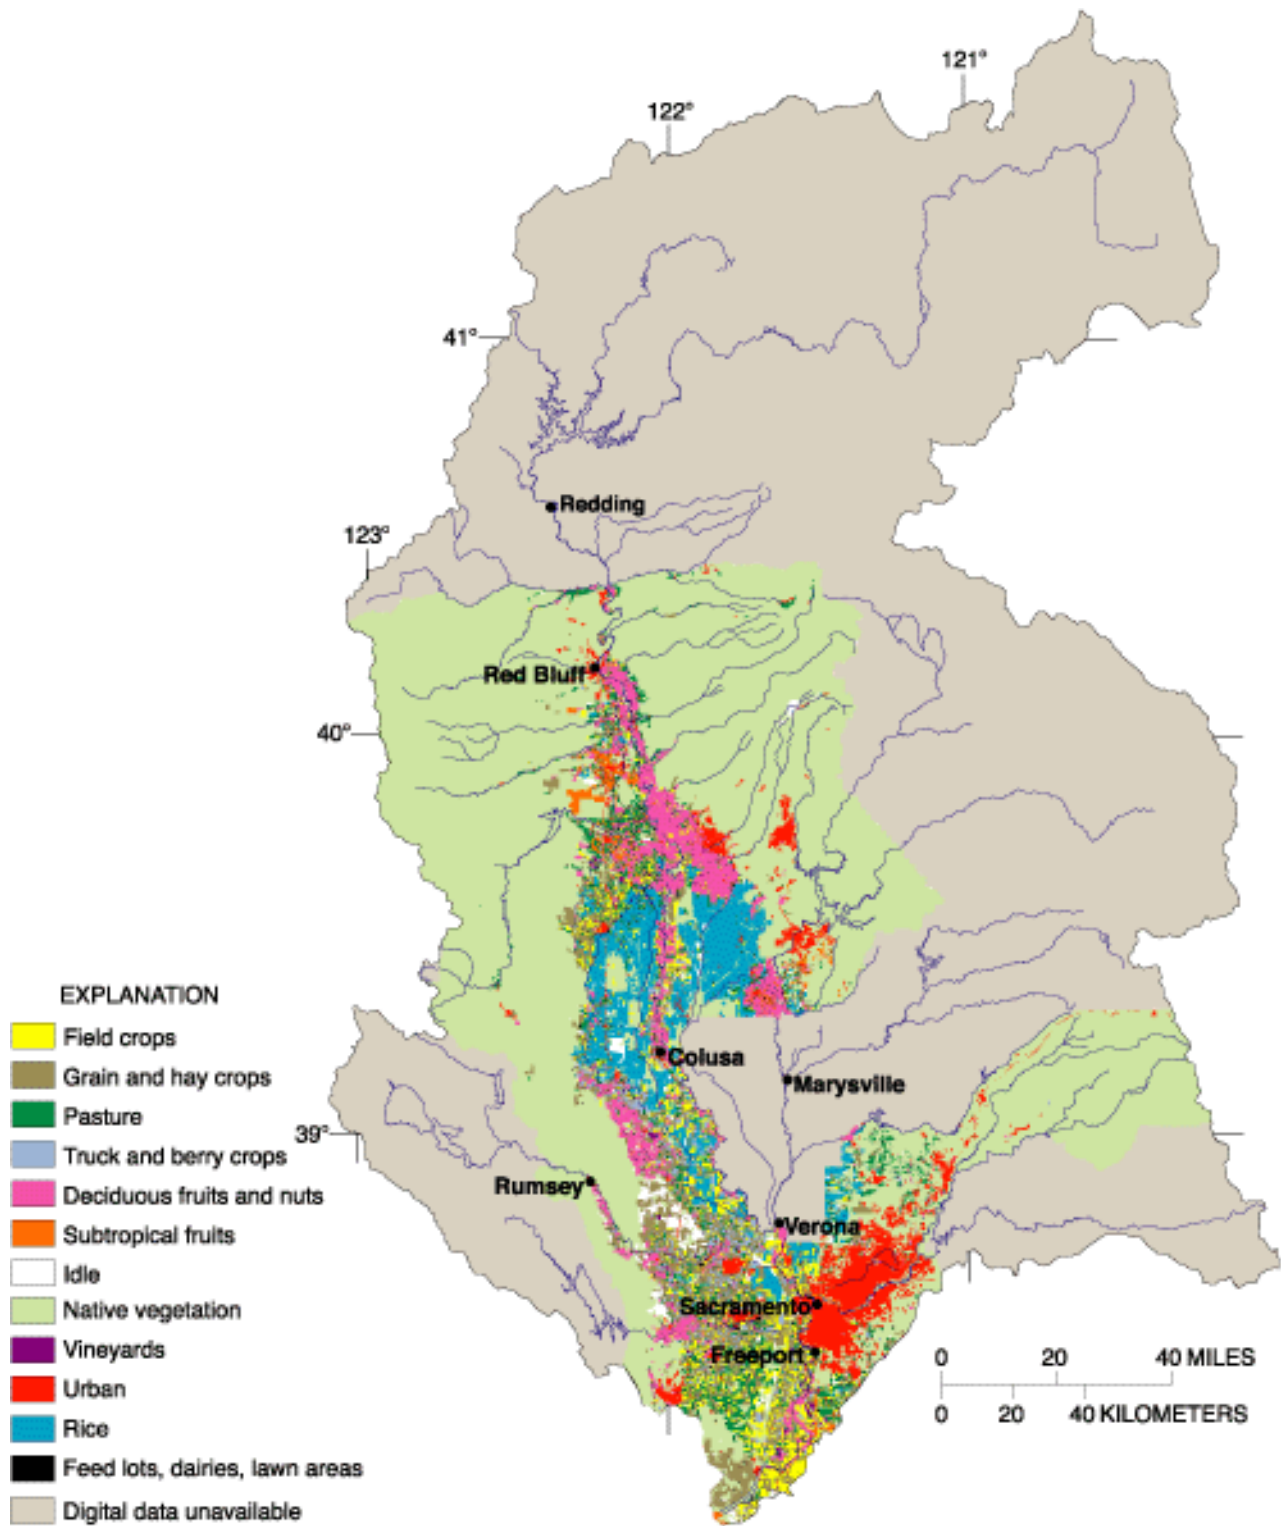 121°
122°
41°
Redding
123°
Red Bluff
40°
EXPLANATION
Field crops
Grain and hay crops
Pasture
Truck and berry crops
Deciduous fruits and nuts
Subtropical fruits
Idle
Native vegetation
Vineyards
Urban
Rice
Feed lots, dairies, lawn areas
Digital data unavailable
Colusa
Marysville
39°
Rumsey
Verona
Sacramento
Freeport
0 20 40 MILES
0 20 40 KILOMETERS